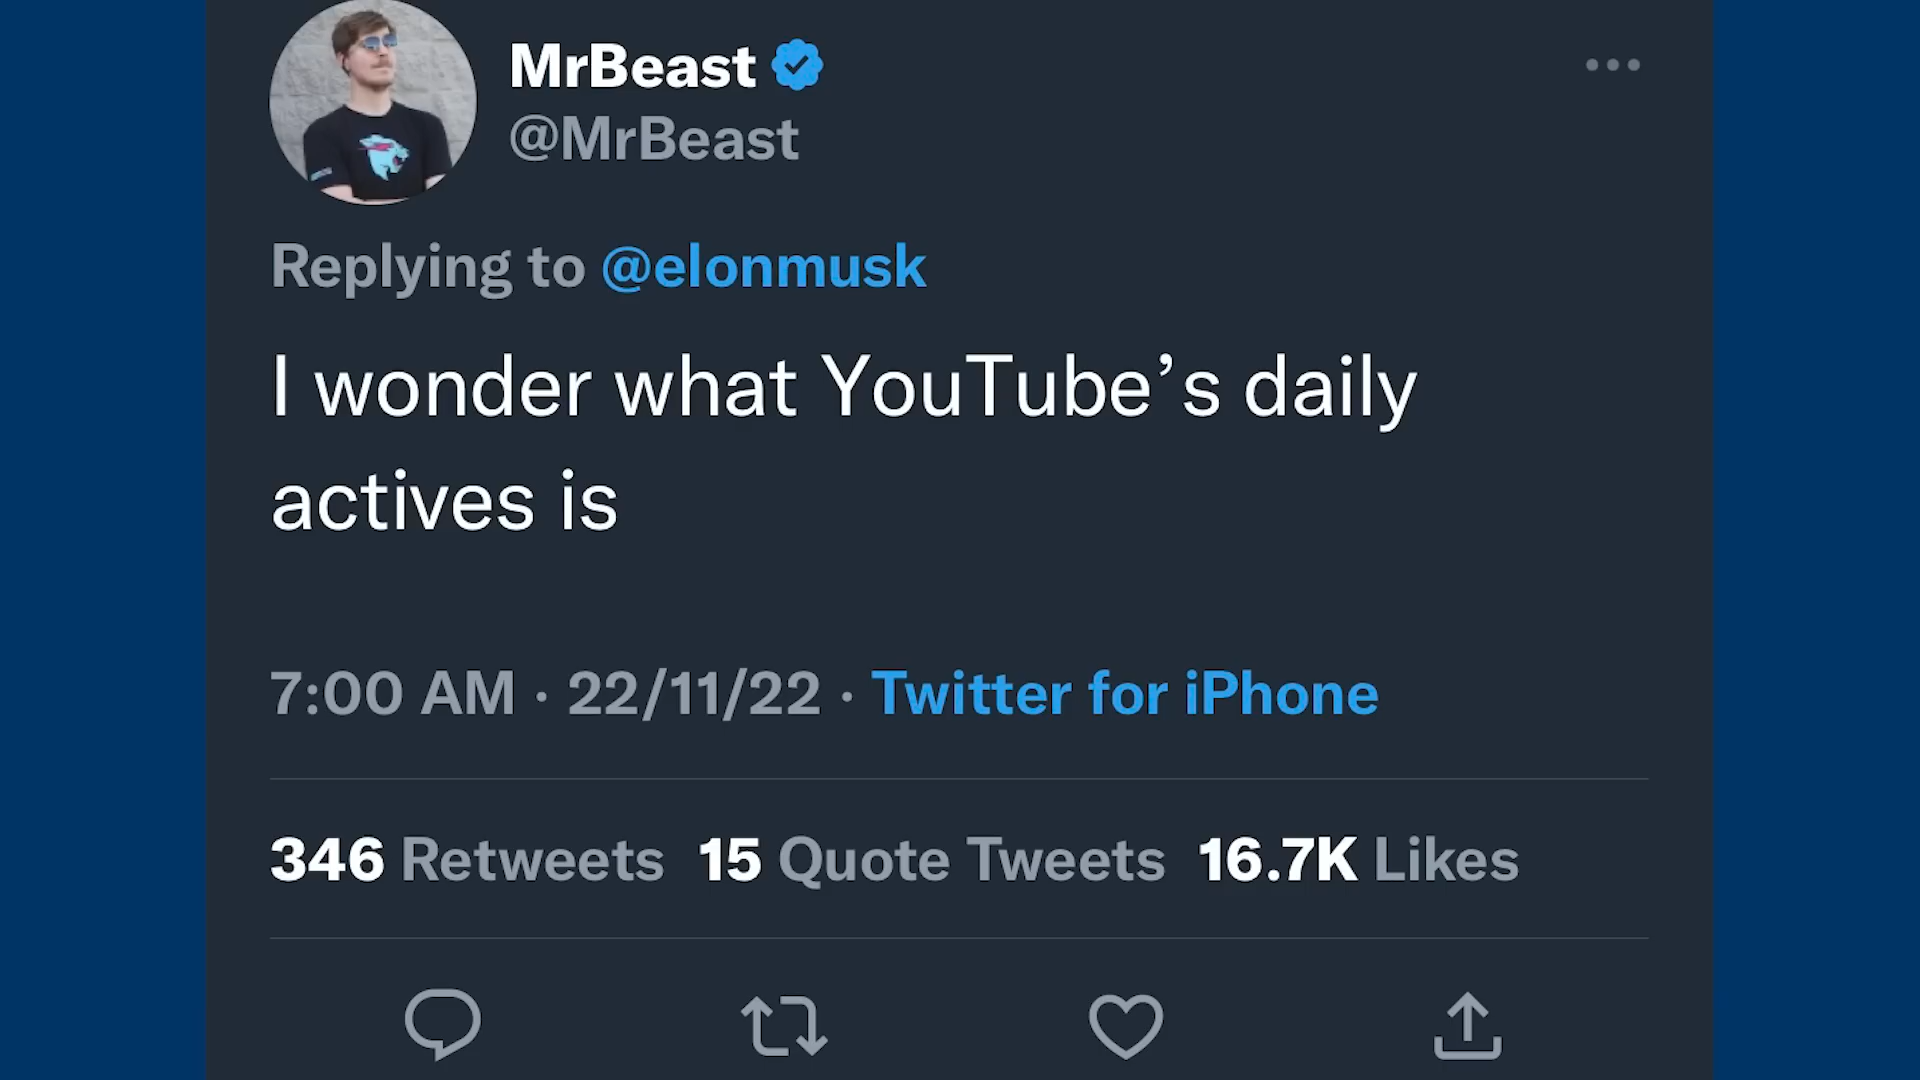 MrBeast
@MrBeast
Replying to @elonmusk
I wonder what YouTube’s daily
actives is
7:00 AM · 22/11/22 · Twitter for iPhone
346 Retweets 15 Quote Tweets 16.7K Likes